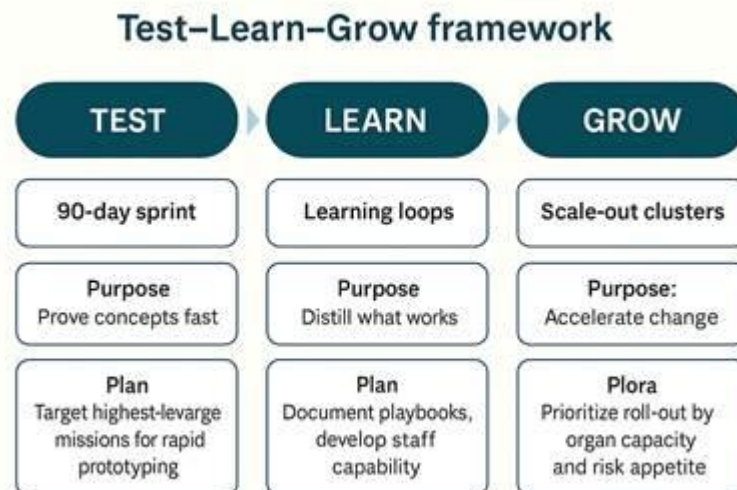 Test–Learn–Grow framework
TEST
LEARN
GROW
90-day sprint
Learning loops
Scale-out clusters
Purpose
Prove concepts fast
Purpose
Distill what works
Purpose:
Accelerate change
Plan
Target highest-levarge
missions for rapid
prototyping
Plan
Document playbooks,
develop staff
capability
Plora
Prioritize roll-out by
organ capacity
and risk appetite